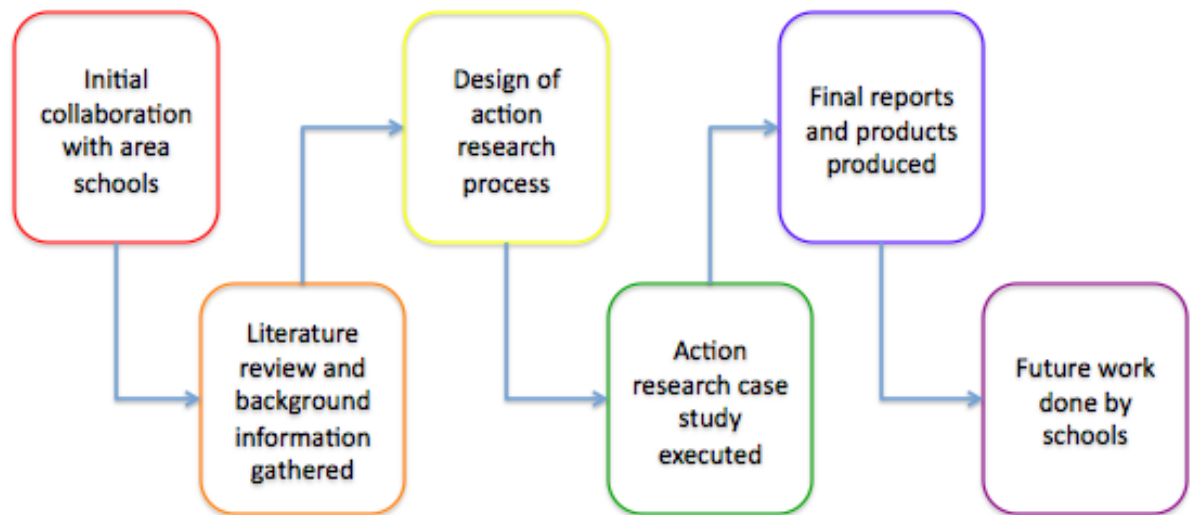 Initial
collaboration
with area
schools
Literature
review and
background
information
gathered
Design of
action
research
process
Action
research case
study
executed
Final reports
and products
produced
Future work
done by
schools